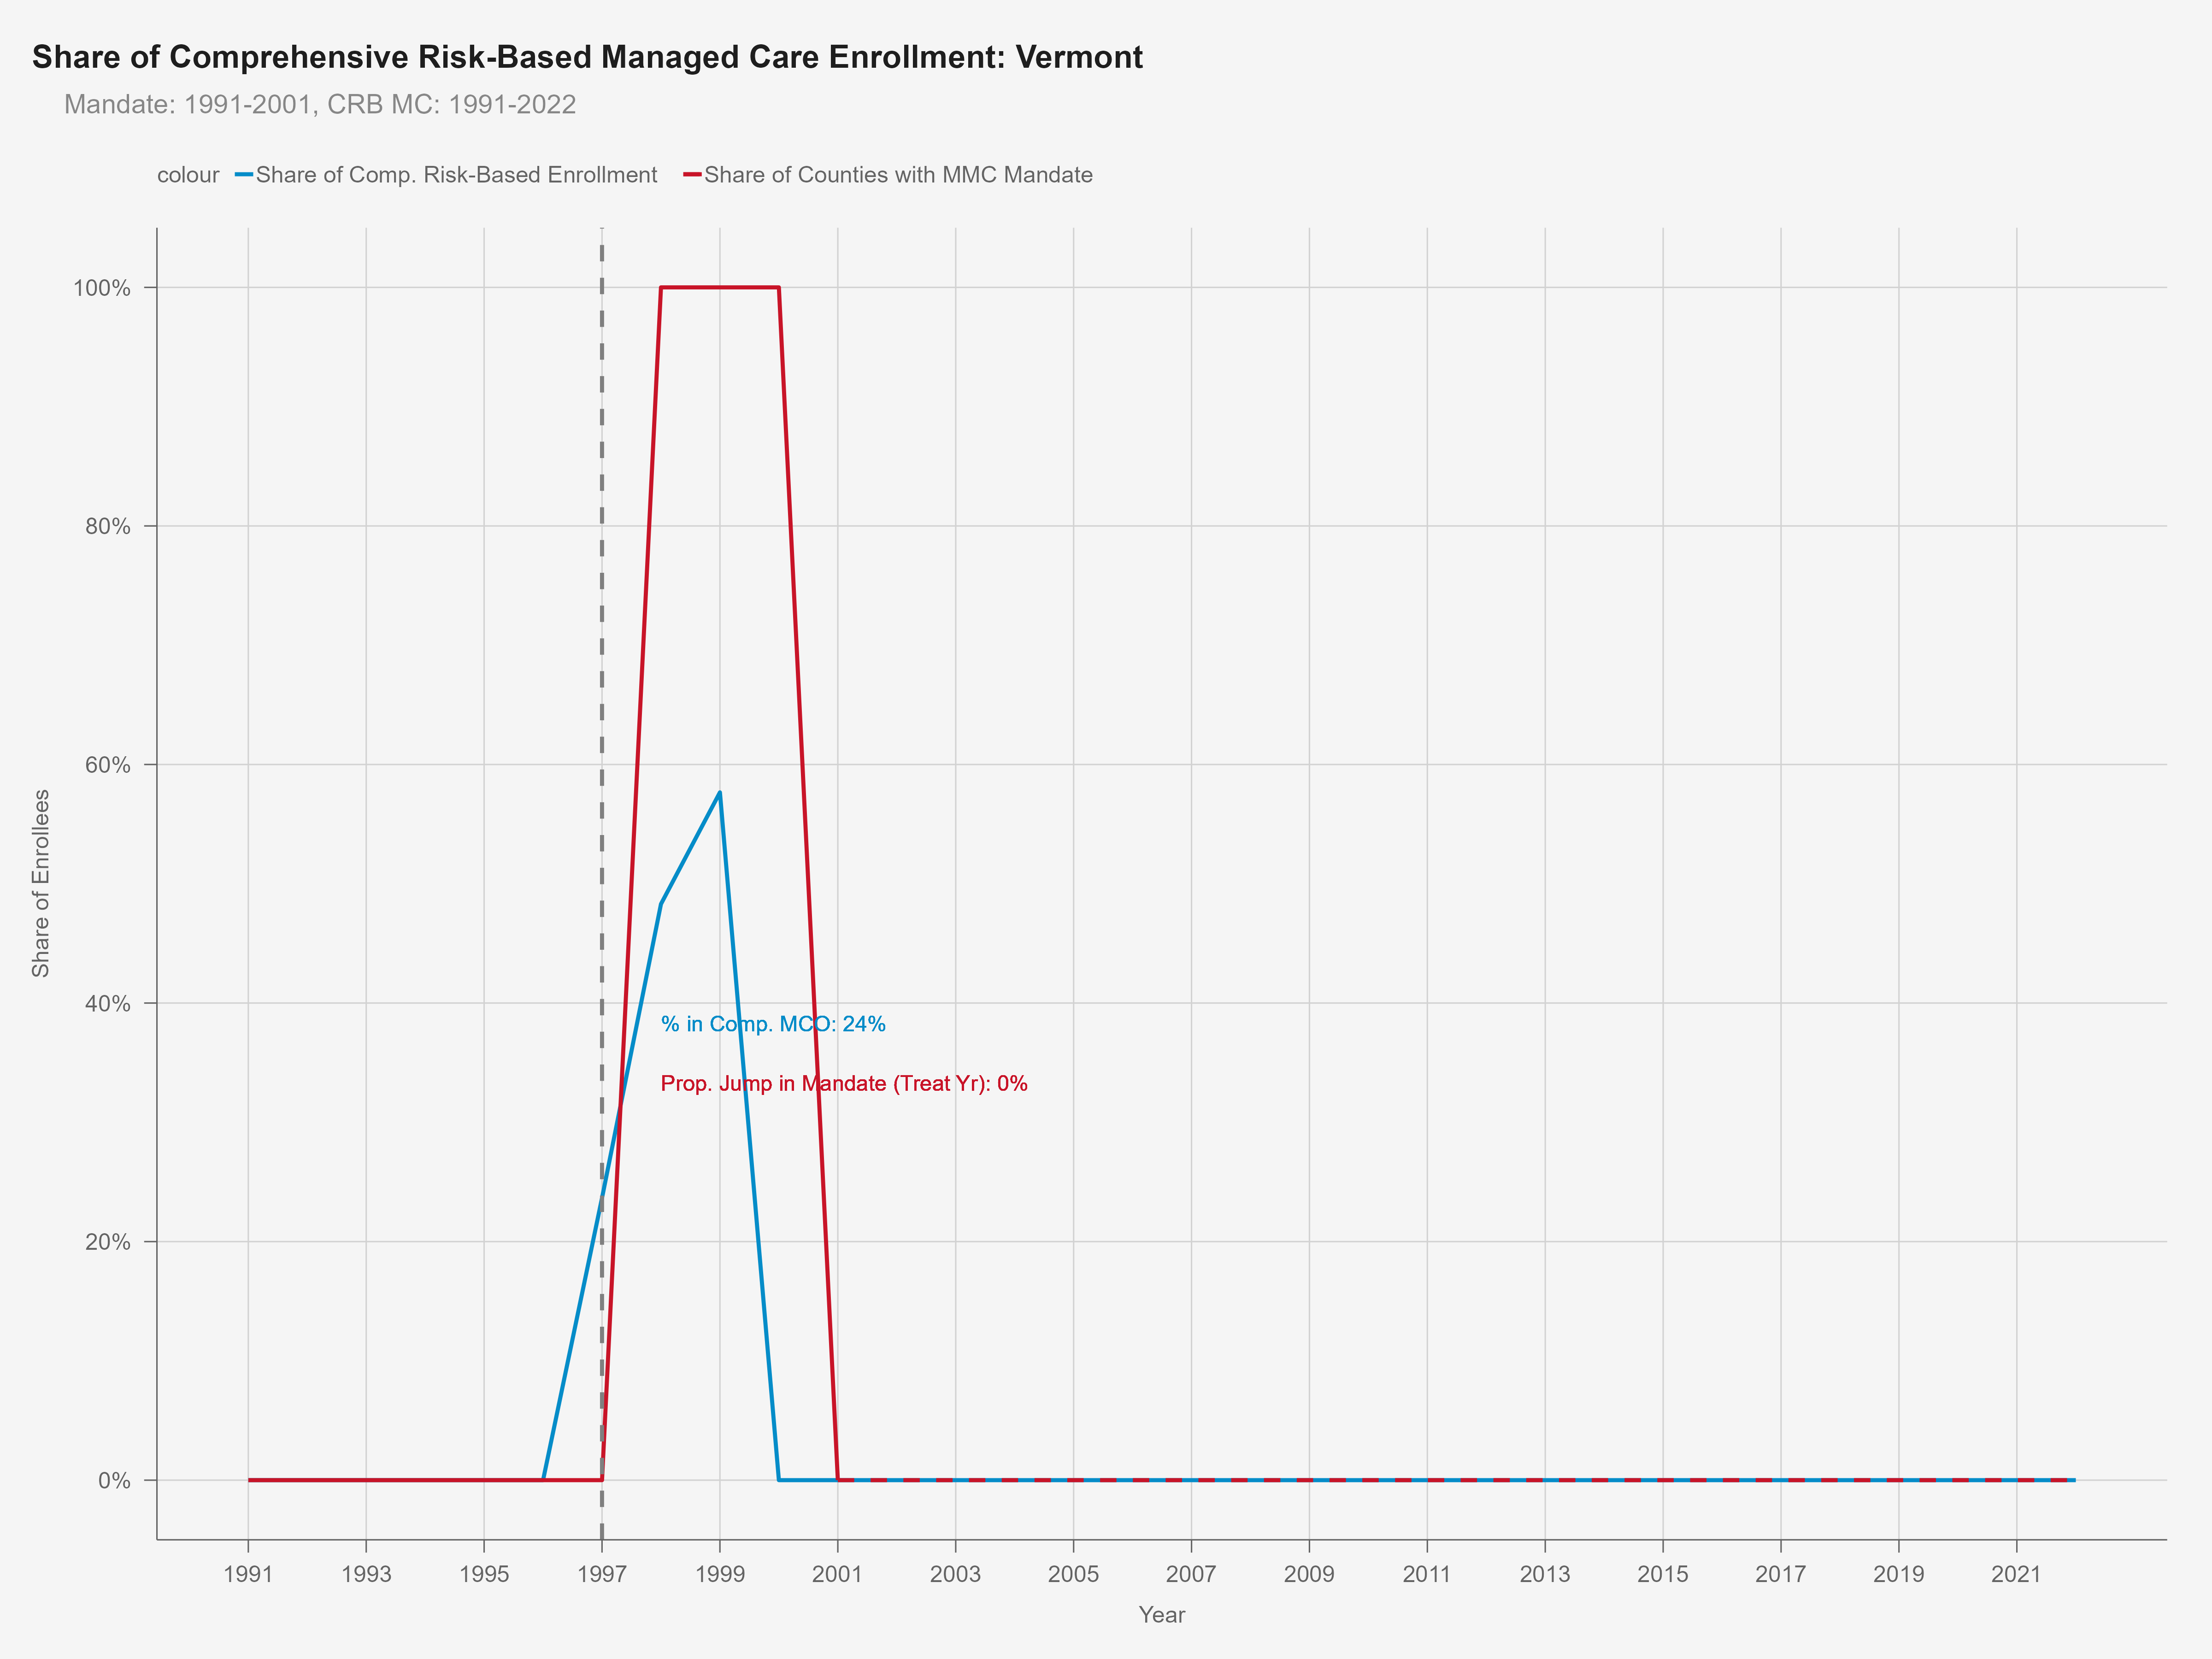 Share of Comprehensive Risk-Based Managed Care Enrollment: Vermont
Mandate: 1991-2001, CRB MC: 1991-2022
colour Share of Comp. Risk-Based Enrollment Share of Counties with MMC Mandate
100%
80%
60%
40%
20%
0%
Share of Enrollees
% in Comp. MCO: 24%
Prop. Jump in Mandate (Treat Yr): 0%
1991 1993 1995 1997 1999 2001 2003 2005 2007 2009 2011 2013 2015 2017 2019 2021
Year